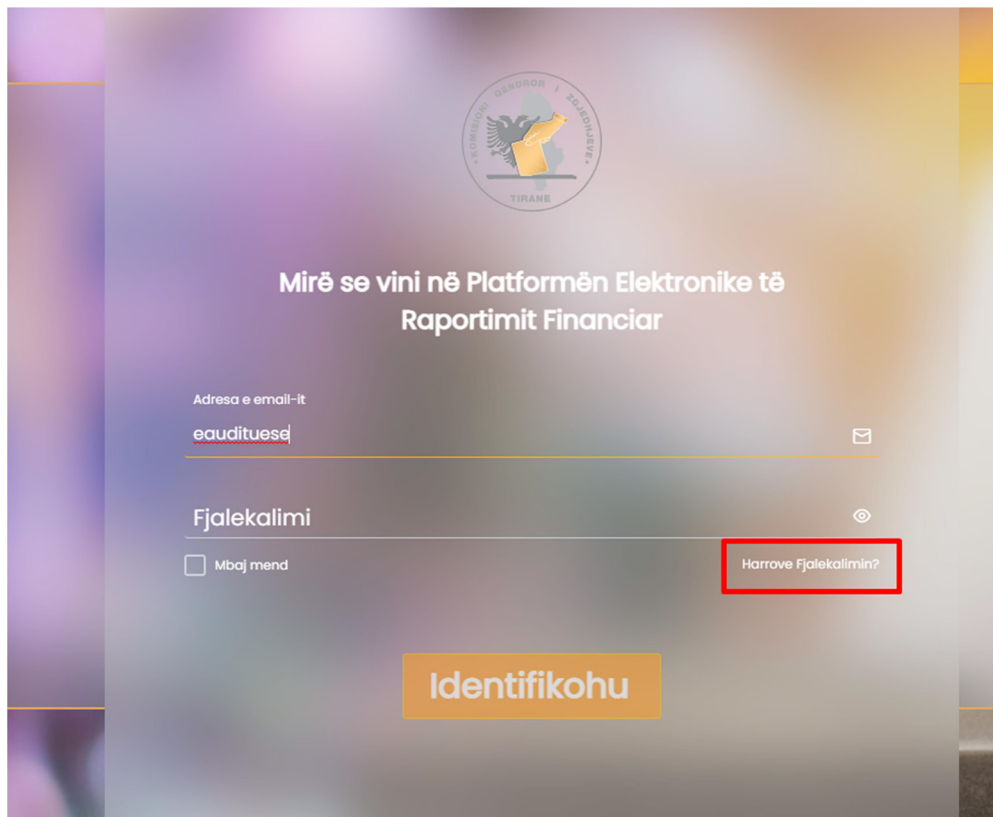 KOMISIONI QENDROR I ZGJEDHJEVE
TIRANË
Mirë se vini në Platformën Elektronike të
Raportimit Financiar
Adresa e email-it
eaudituese
Fjalekalimi
Mbaj mend
Harrove Fjalekalimin?
Identifikohu